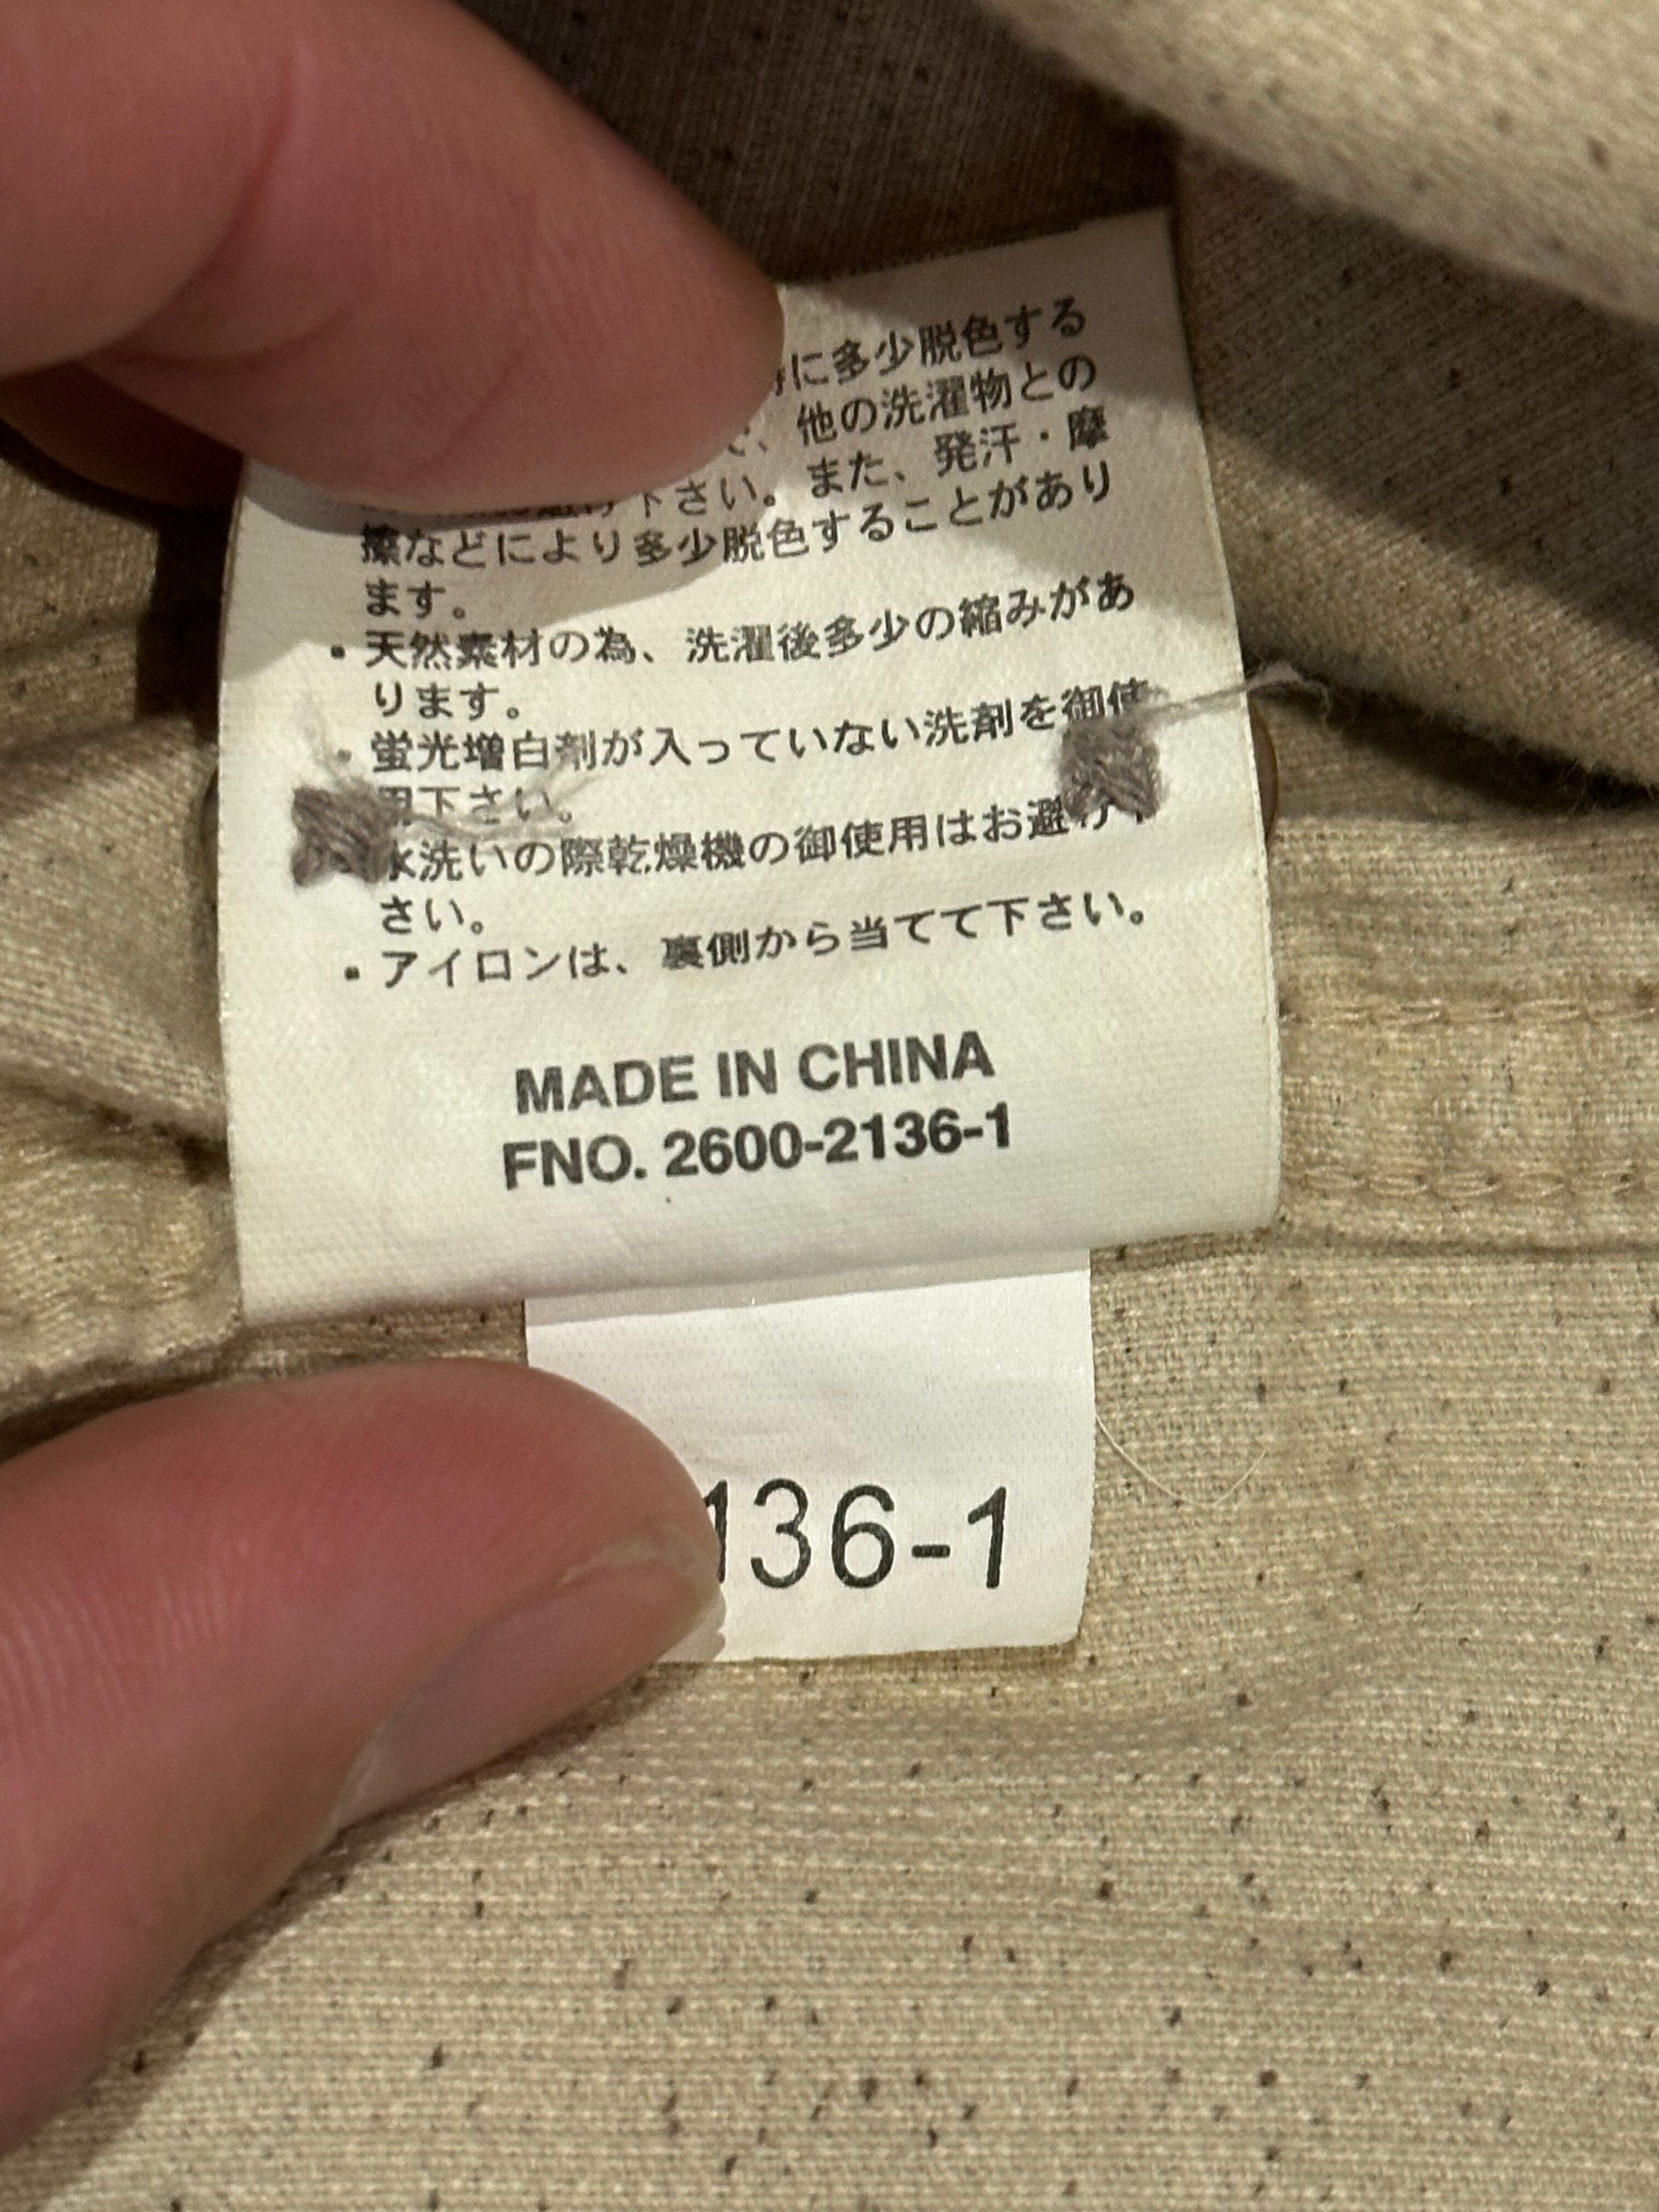 に多少脱色する
、他の洗濯物との
下さい。また、発汗・摩
擦などにより多少脱色することがあり
ます。
・天然素材の為、洗濯後多少の縮みがあ
ります。
・蛍光増白剤が入っていない洗剤を御使
用下さい。
水洗いの際乾燥機の御使用はお避け
さい。
・アイロンは、裏側から当てて下さい。
MADE IN CHINA
FNO. 2600-2136-1
136-1